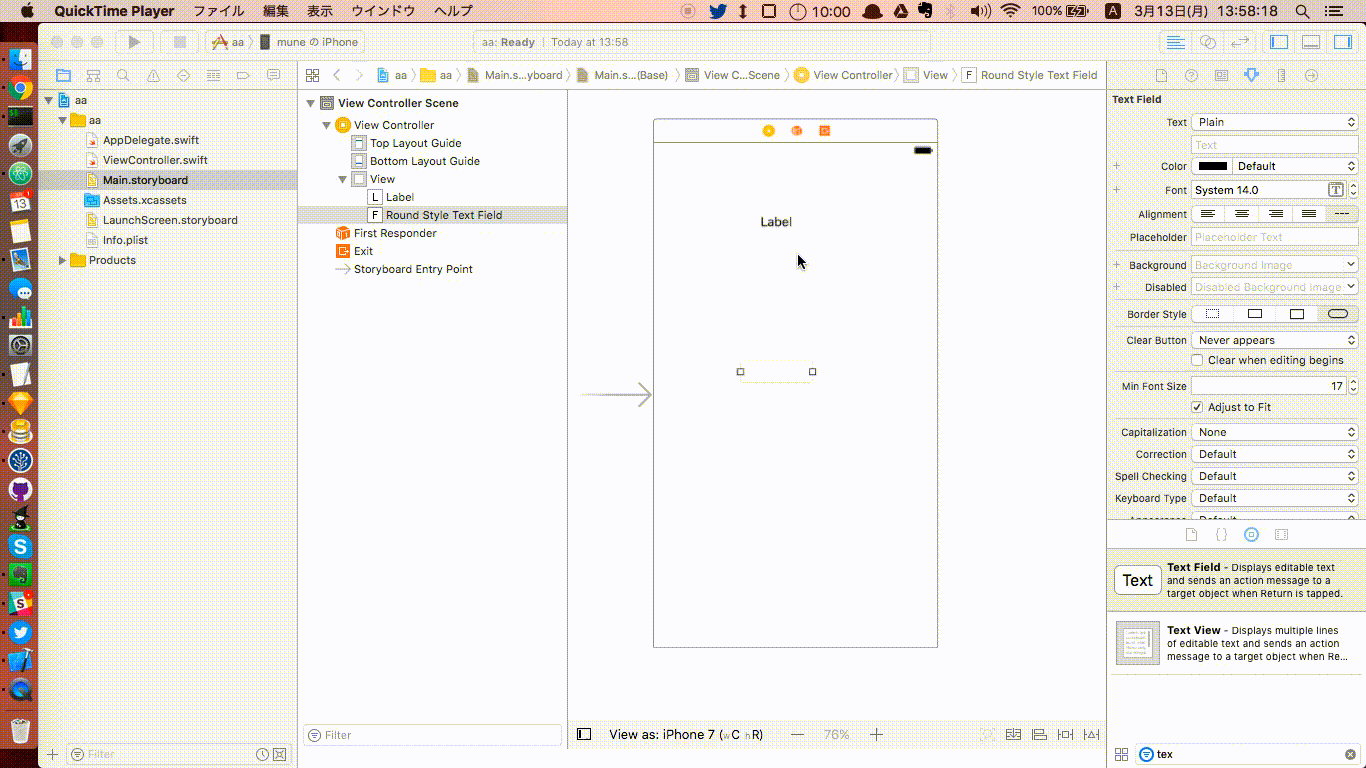 QuickTime Player ファイル 編集 表示 ウインドウ ヘルプ 10:00 100% A 3月13日(月) 13:58:18
aa mune の iPhone
aa: Ready | Today at 13:58
aa aa Main.s...yboard Main.s...(Base) View C...Scene View Controller View F Round Style Text Field
aa
aa
AppDelegate.swift
ViewController.swift
Main.storyboard
Assets.xcassets
LaunchScreen.storyboard
Info.plist
Products
Filter
View Controller Scene
View Controller
Top Layout Guide
Bottom Layout Guide
View
L Label
F Round Style Text Field
First Responder
Exit
Storyboard Entry Point
Filter
Label
View as: iPhone 7 (wC hR) 76%
Text Field
Text Plain
Text
Color Default
Font System 14.0 T
Alignment
Placeholder Placeholder Text
Background Background Image
Disabled Disabled Background Image
Border Style
Clear Button Never appears
Clear when editing begins
Min Font Size 17
Adjust to Fit
Capitalization None
Correction Default
Spell Checking Default
Keyboard Type Default
Text
Text Field - Displays editable text
and sends an action message to a
target object when Return is tapped.
Text View - Displays multiple lines
of editable text and sends an action
message to a target object when Re...
tex